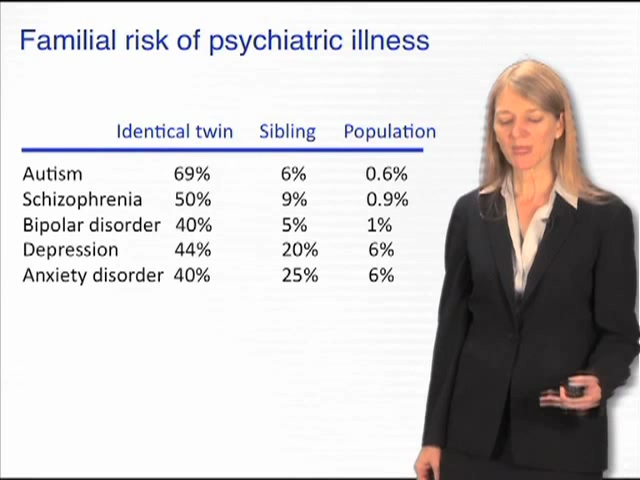 Familial risk of psychiatric illness
Identical twin Sibling Population
Autism 69% 6% 0.6%
Schizophrenia 50% 9% 0.9%
Bipolar disorder 40% 5% 1%
Depression 44% 20% 6%
Anxiety disorder 40% 25% 6%